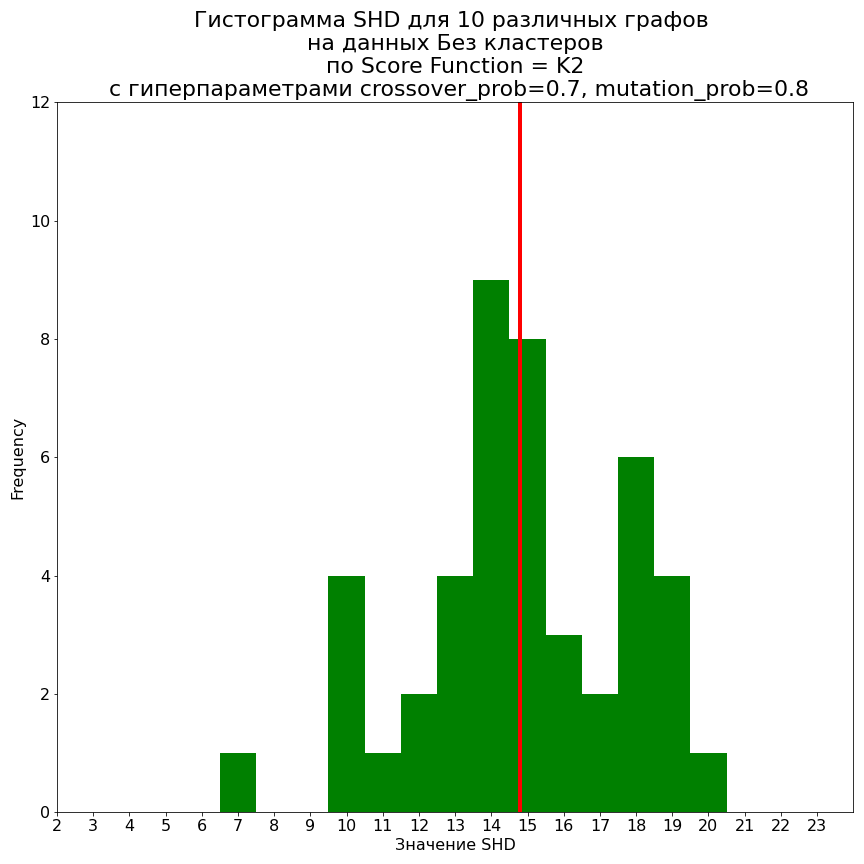 Гистограмма SHD для 10 различных графов
на данных Без кластеров
по Score Function = K2
с гиперпараметрами crossover_prob=0.7, mutation_prob=0.8
12
10
8
6
4
2
0
Frequency
2 3 4 5 6 7 8 9 10 11 12 13 14 15 16 17 18 19 20 21 22 23
Значение SHD